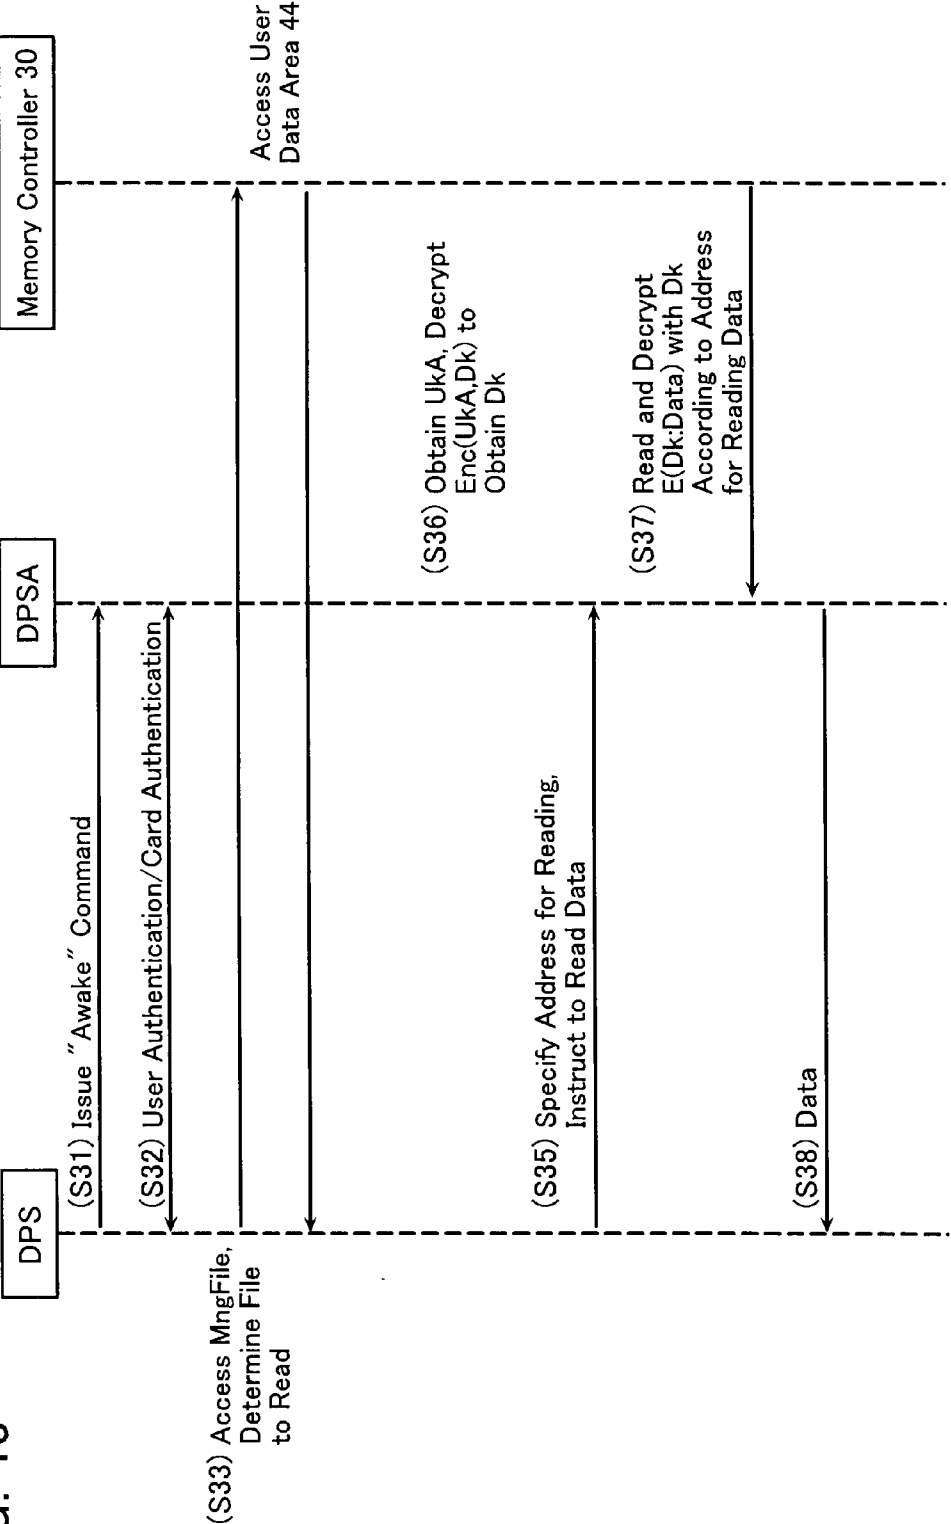 DPS
DPSA
Memory Controller 30
(S31) Issue "Awake" Command
(S32) User Authentication/Card Authentication
(S33) Access MngFile,
Determine File
to Read
Access User
Data Area 44
(S36) Obtain UkA, Decrypt
Enc(UkA,Dk) to
Obtain Dk
(S35) Specify Address for Reading,
Instruct to Read Data
(S37) Read and Decrypt
E(Dk:Data) with Dk
According to Address
for Reading Data
(S38) Data